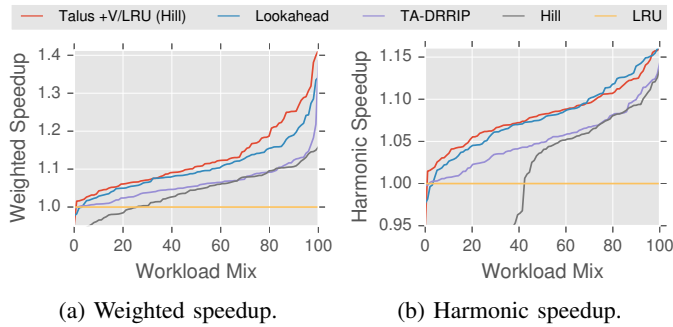 Talus +V/LRU (Hill) Lookahead TA-DRRIP Hill LRU
Weighted Speedup
1.4
1.3
1.2
1.1
1.0
0 20 40 60 80 100
Workload Mix
(a) Weighted speedup.
Harmonic Speedup
1.15
1.10
1.05
1.00
0.95
0 20 40 60 80 100
Workload Mix
(b) Harmonic speedup.